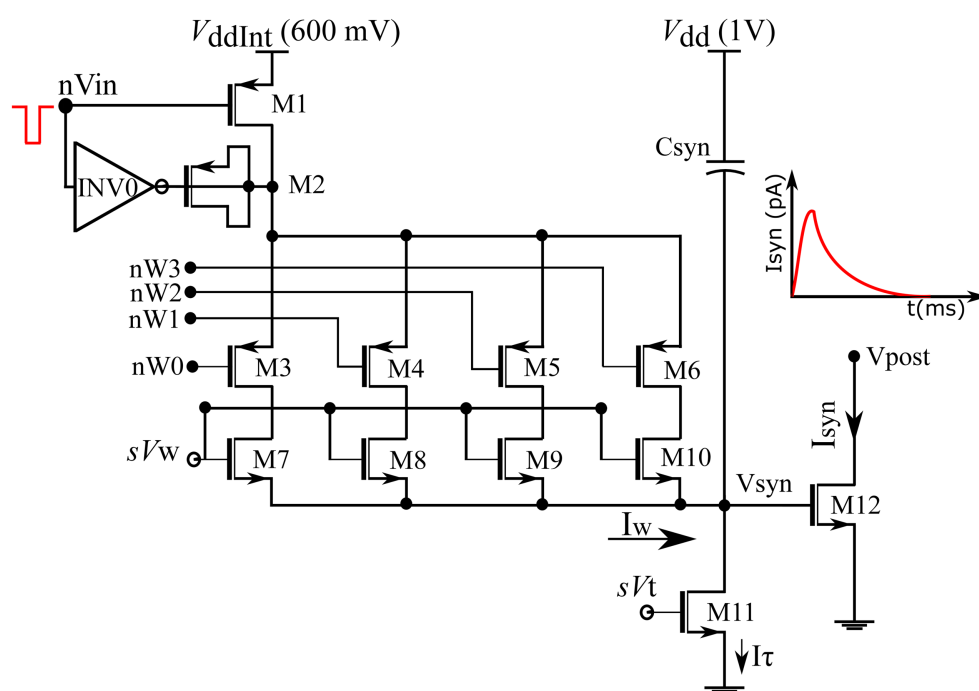 VddInt (600 mV)
Vdd (1V)
nVin
M1
INV0
M2
Csyn
Isyn (pA)
t(ms)
nW3
nW2
nW1
nW0
M3
M4
M5
M6
Vpost
Isyn
sVw
M7
M8
M9
M10
Vsyn
M12
Iw
sVt
M11
Iτ